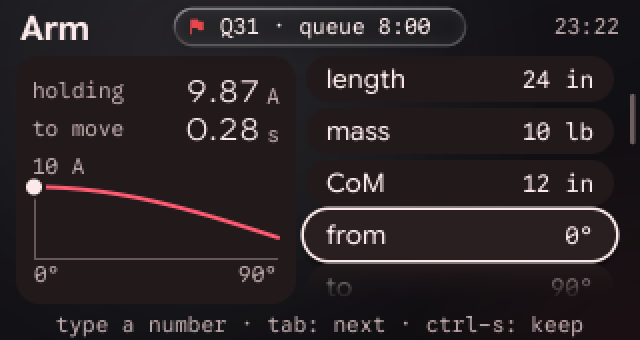 Arm
Q31 · queue 8:00
23:22
holding 9.87 A
to move 0.28 s
10 A
0° 90°
length 24 in
mass 10 lb
CoM 12 in
from 0°
to 90°
type a number · tab: next · ctrl-s: keep